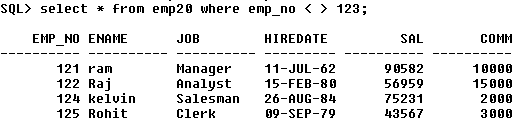 SQL> select * from emp20 where emp_no < > 123;
EMP_NO ENAME JOB HIREDATE SAL COMM
---------- ---------- ---------- --------- ---------- ----------
121 ram Manager 11-JUL-62 90582 10000
122 Raj Analyst 15-FEB-80 56959 15000
124 kelvin Salesman 26-AUG-84 75231 2000
125 Rohit Clerk 09-SEP-79 43567 3000